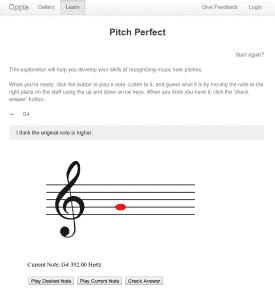 Oppia Gallery Learn Give Feedback Login
Pitch Perfect
Start again?
This exploration will help you develop your skills at recognizing music note pitches.
When you're ready, click the button to play a note. Listen to it, and guess what it is by moving the note to the
right place on the staff using the up and down arrow keys. When you think you have it, click the 'check
answer' button.
G4
I think the original note is higher.
Current Note: G4 392.00 Hertz
Play Desired Note Play Current Note Check Answer